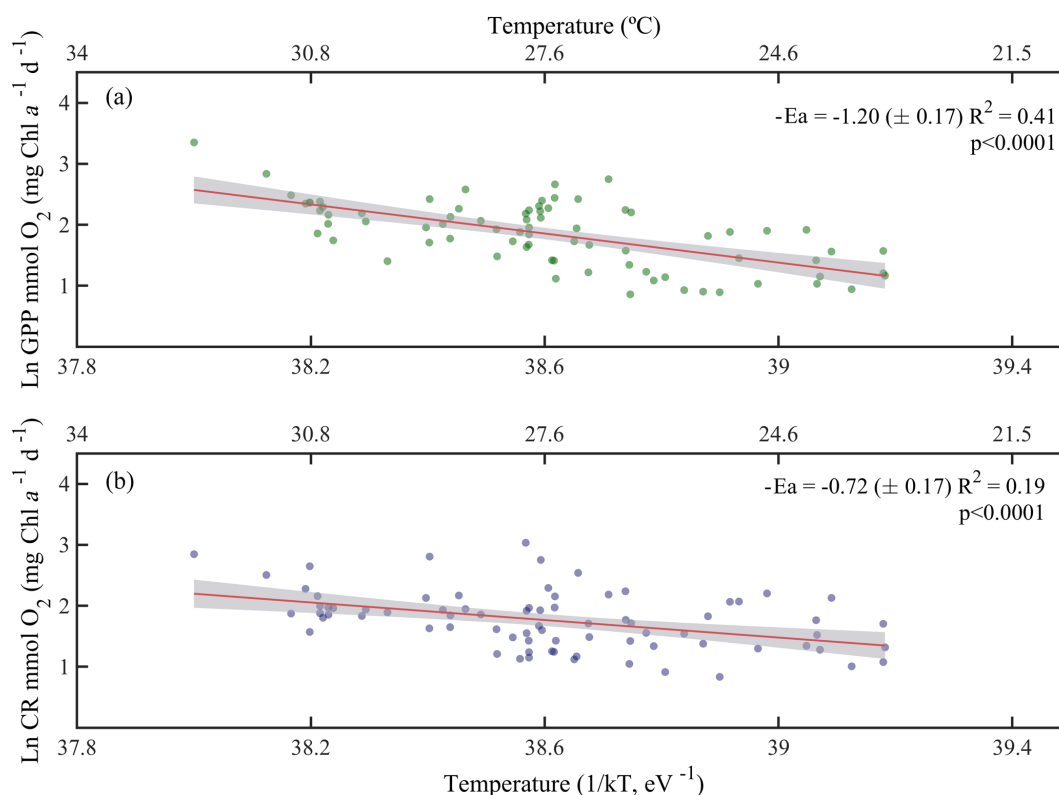 Temperature (ºC)
34 30.8 27.6 24.6 21.5
(a)
-Ea = -1.20 (± 0.17) R² = 0.41
p<0.0001
Ln GPP mmol O₂ (mg Chl a ⁻¹ d⁻¹)
4
3
2
1
37.8 38.2 38.6 39 39.4
34 30.8 27.6 24.6 21.5
(b)
-Ea = -0.72 (± 0.17) R² = 0.19
p<0.0001
Ln CR mmol O₂ (mg Chl a ⁻¹ d⁻¹)
4
3
2
1
37.8 38.2 38.6 39 39.4
Temperature (1/kT, eV ⁻¹)